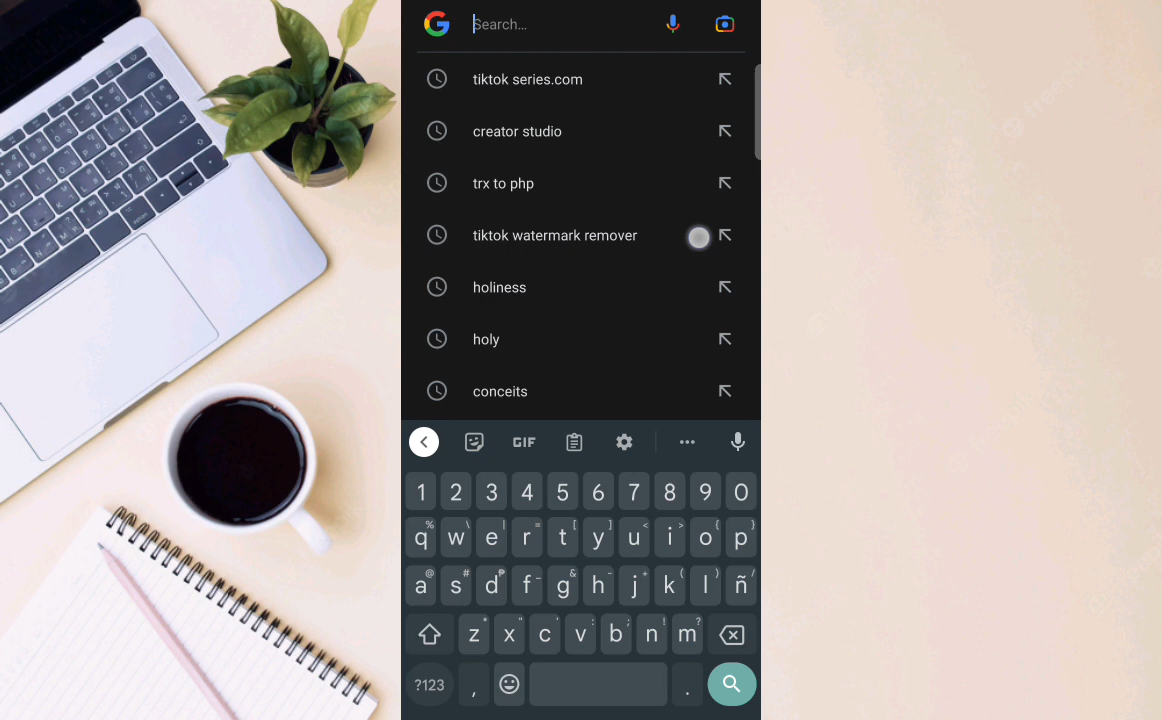 Search...
tiktok series.com
creator studio
trx to php
tiktok watermark remover
holiness
holy
conceits
GIF
1 2 3 4 5 6 7 8 9 0
% \ | = [ ] < > { }
q w e r t y u i o p
@ # ₱ _ & - + ( ) /
a s d f g h j k l ñ
* " ' : ; ! ?
z x c v b n m
?123 , .